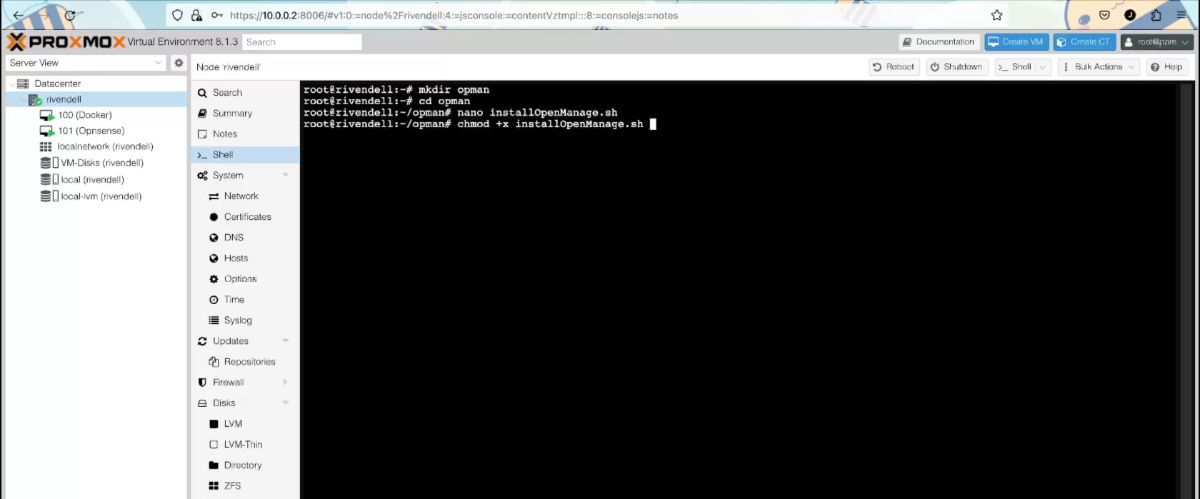 https://10.0.0.2:8006/#v1:0:=node%2Frivendell:4:=jsconsole:=contentVztmpl:::8:=consolejs:=notes
PROXMOX Virtual Environment 8.1.3 Search
Documentation Create VM Create CT root@pam
Server View
Node 'rivendell'
Reboot Shutdown >_ Shell Bulk Actions Help
Datacenter
rivendell
100 (Docker)
101 (Opnsense)
localnetwork (rivendell)
VM-Disks (rivendell)
local (rivendell)
local-lvm (rivendell)
Search
Summary
Notes
>_ Shell
System
Network
Certificates
DNS
Hosts
Options
Time
Syslog
Updates
Repositories
Firewall
Disks
LVM
LVM-Thin
Directory
ZFS
root@rivendell:~# mkdir opman
root@rivendell:~# cd opman
root@rivendell:~/opman# nano installOpenManage.sh
root@rivendell:~/opman# chmod +x installOpenManage.sh